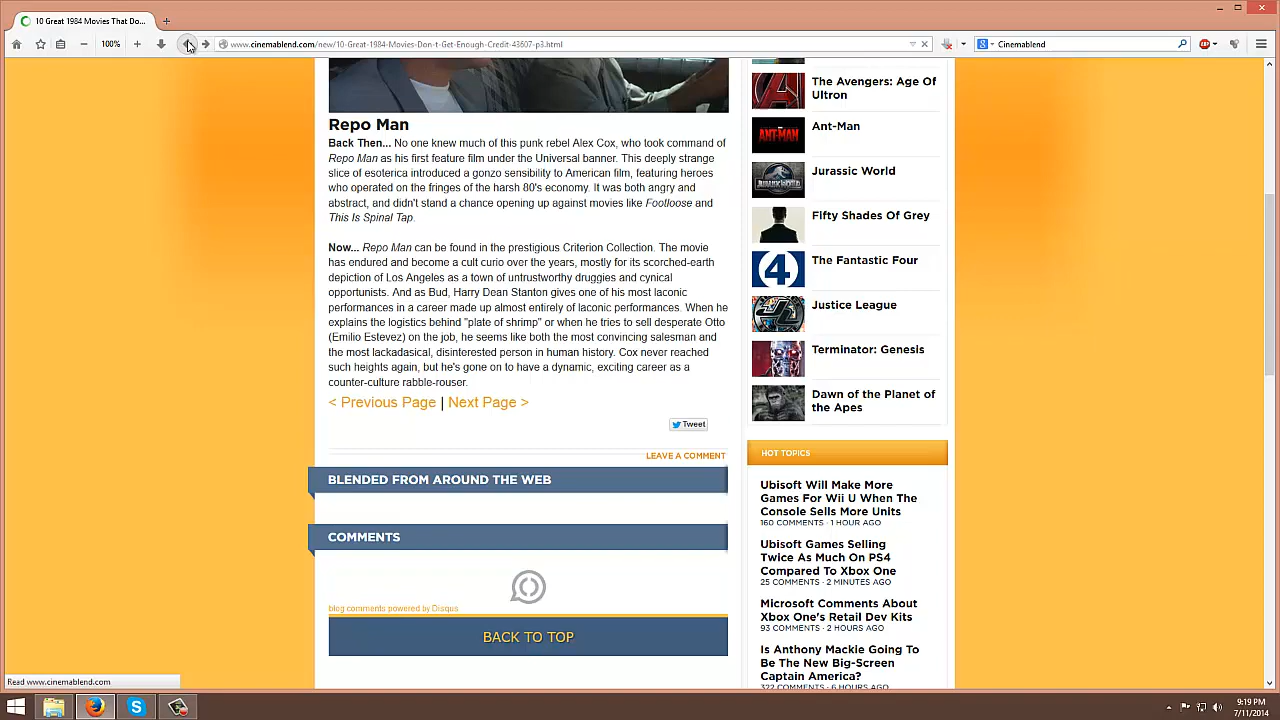 10 Great 1984 Movies That Do...
100%
www.cinemablend.com/new/10-Great-1984-Movies-Don-t-Get-Enough-Credit-43607-p3.html
Cinemablend
Repo Man
Back Then... No one knew much of this punk rebel Alex Cox, who took command of
Repo Man as his first feature film under the Universal banner. This deeply strange
slice of esoterica introduced a gonzo sensibility to American film, featuring heroes
who operated on the fringes of the harsh 80's economy. It was both angry and
abstract, and didn't stand a chance opening up against movies like Footloose and
This Is Spinal Tap.
Now... Repo Man can be found in the prestigious Criterion Collection. The movie
has endured and become a cult curio over the years, mostly for its scorched-earth
depiction of Los Angeles as a town of untrustworthy druggies and cynical
opportunists. And as Bud, Harry Dean Stanton gives one of his most laconic
performances in a career made up almost entirely of laconic performances. When he
explains the logistics behind "plate of shrimp" or when he tries to sell desperate Otto
(Emilio Estevez) on the job, he seems like both the most convincing salesman and
the most lackadasical, disinterested person in human history. Cox never reached
such heights again, but he's gone on to have a dynamic, exciting career as a
counter-culture rabble-rouser.
< Previous Page | Next Page >
Tweet
LEAVE A COMMENT
BLENDED FROM AROUND THE WEB
COMMENTS
blog comments powered by Disqus
BACK TO TOP
The Avengers: Age Of
Ultron
ANT-MAN
Ant-Man
Jurassic World
Fifty Shades Of Grey
4
The Fantastic Four
Justice League
Terminator: Genesis
Dawn of the Planet of
the Apes
HOT TOPICS
Ubisoft Will Make More
Games For Wii U When The
Console Sells More Units
160 COMMENTS · 1 HOUR AGO
Ubisoft Games Selling
Twice As Much On PS4
Compared To Xbox One
25 COMMENTS · 2 MINUTES AGO
Microsoft Comments About
Xbox One's Retail Dev Kits
93 COMMENTS · 2 HOURS AGO
Is Anthony Mackie Going To
Be The New Big-Screen
Captain America?
322 COMMENTS · 6 HOURS AGO
Read www.cinemablend.com
9:19 PM
7/11/2014